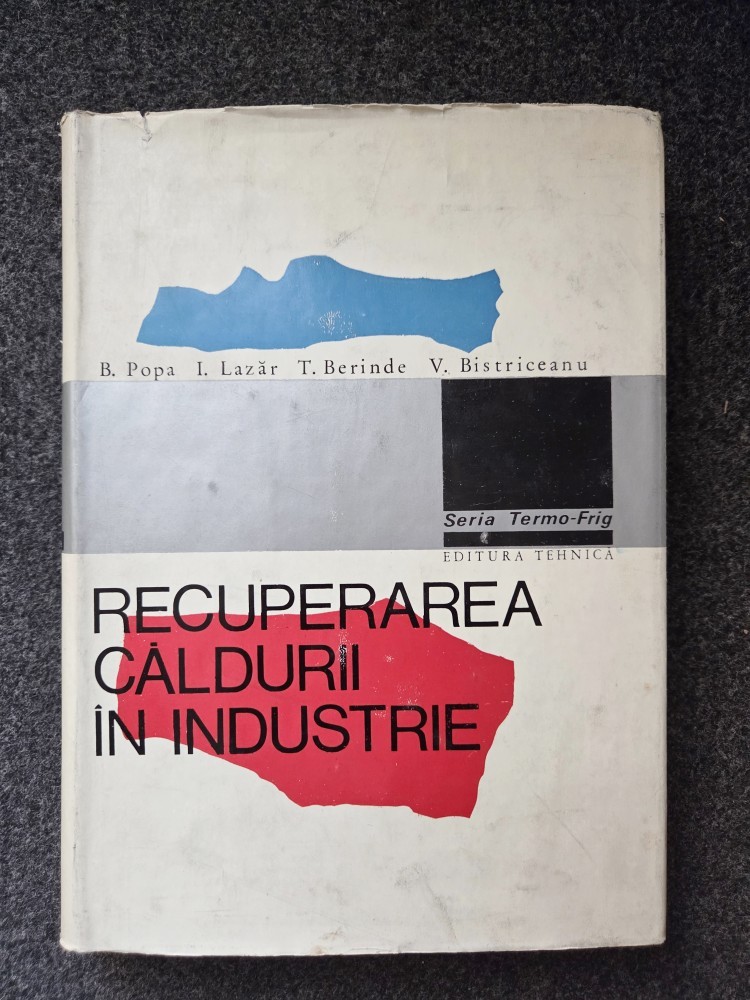 B. Popa I. Lazăr T. Berinde V. Bistriceanu
Seria Termo-Frig
EDITURA TEHNICĂ
RECUPERAREA
CĂLDURII
ÎN INDUSTRIE